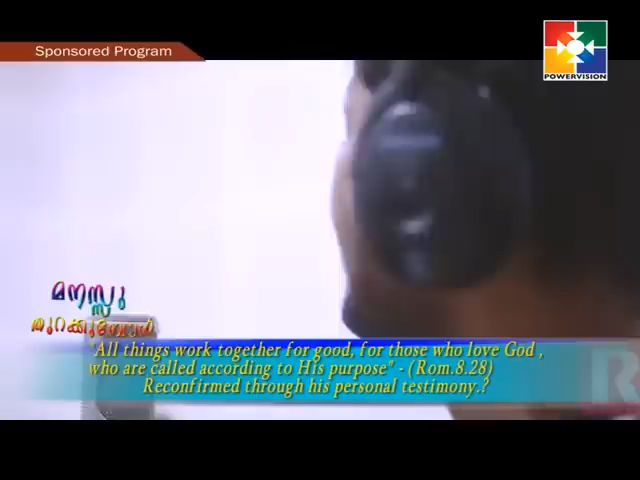 Sponsored Program
POWERVISION
മനസ്സു
തുറക്കുമ്പോൾ
"All things work together for good, for those who love God ,
who are called according to His purpose" - (Rom.8.28)
Reconfirmed through his personal testimony.?
R